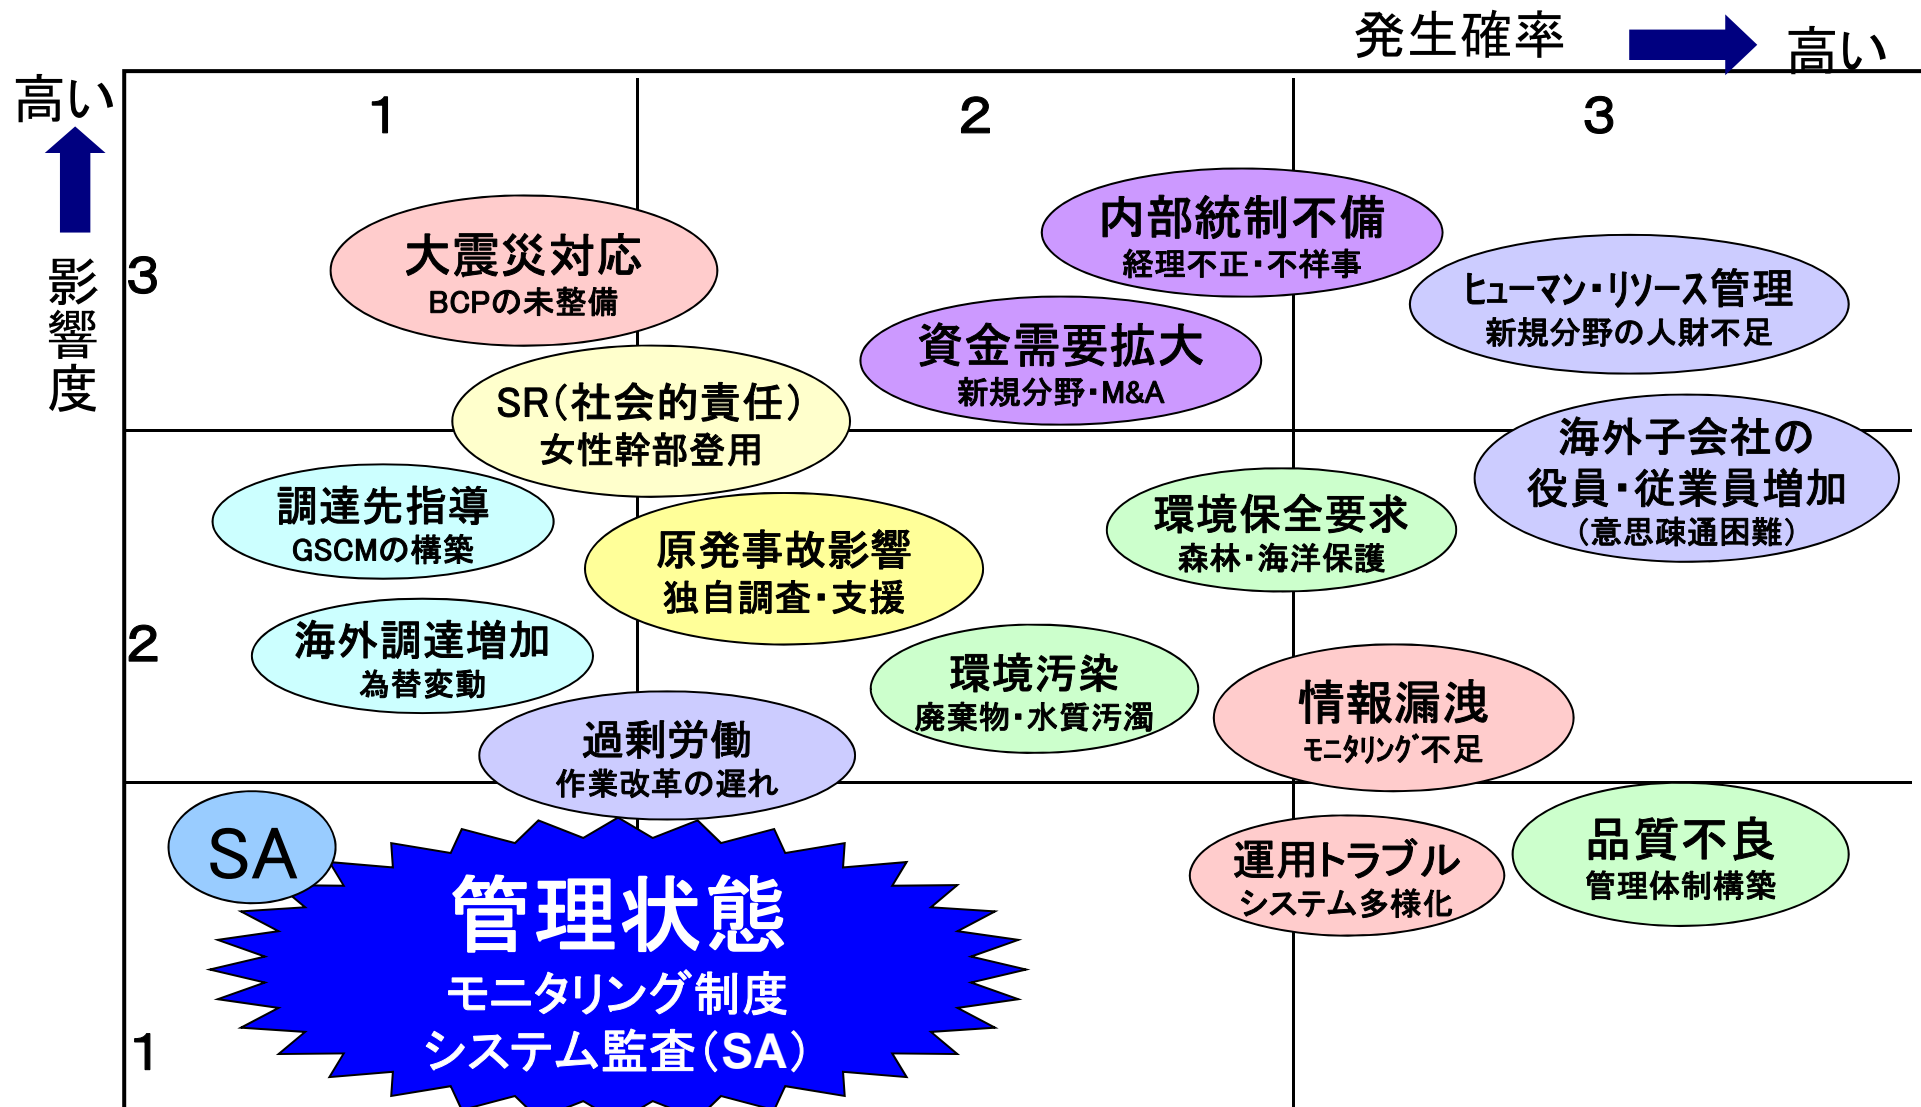 発生確率
高い
高い
影響度
1
2
3
3
2
1
大震災対応
BCPの未整備
内部統制不備
経理不正・不祥事
ヒューマン・リソース管理
新規分野の人財不足
資金需要拡大
新規分野・M&A
SR(社会的責任)
女性幹部登用
海外子会社の
役員・従業員増加
(意思疎通困難)
調達先指導
GSCMの構築
原発事故影響
独自調査・支援
環境保全要求
森林・海洋保護
海外調達増加
為替変動
環境汚染
廃棄物・水質汚濁
情報漏洩
モニタリング不足
過剰労働
作業改革の遅れ
SA
運用トラブル
システム多様化
品質不良
管理体制構築
管理状態
モニタリング制度
システム監査(SA)